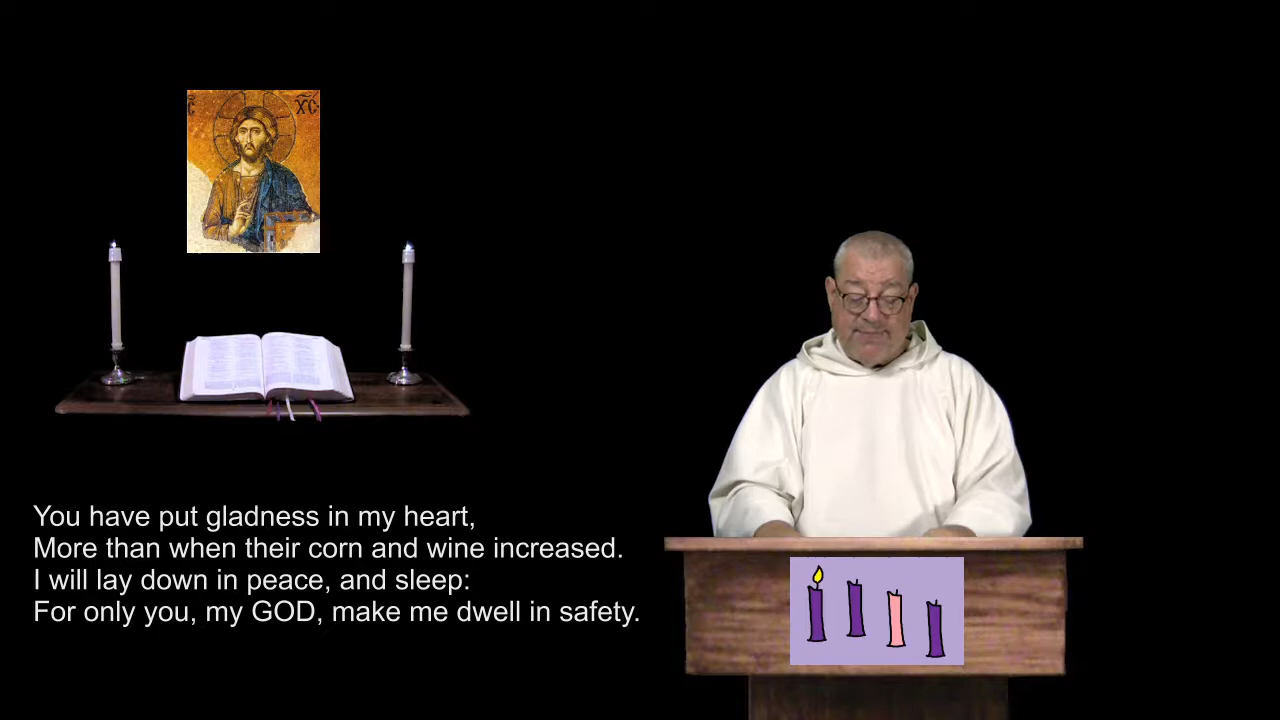 C
XC
You have put gladness in my heart,
More than when their corn and wine increased.
I will lay down in peace, and sleep:
For only you, my GOD, make me dwell in safety.